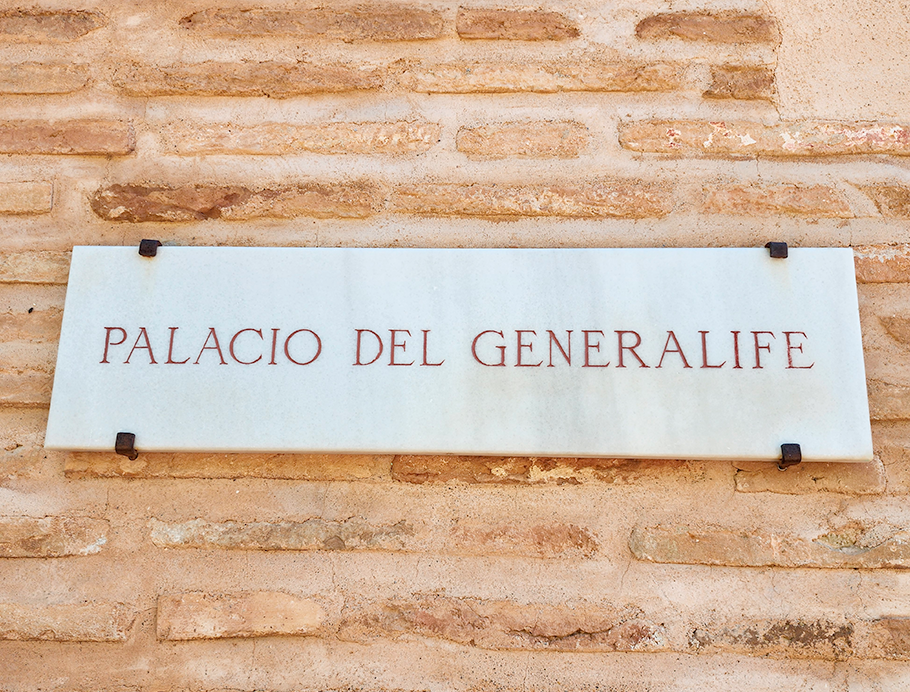 PALACIO DEL GENERALIFE